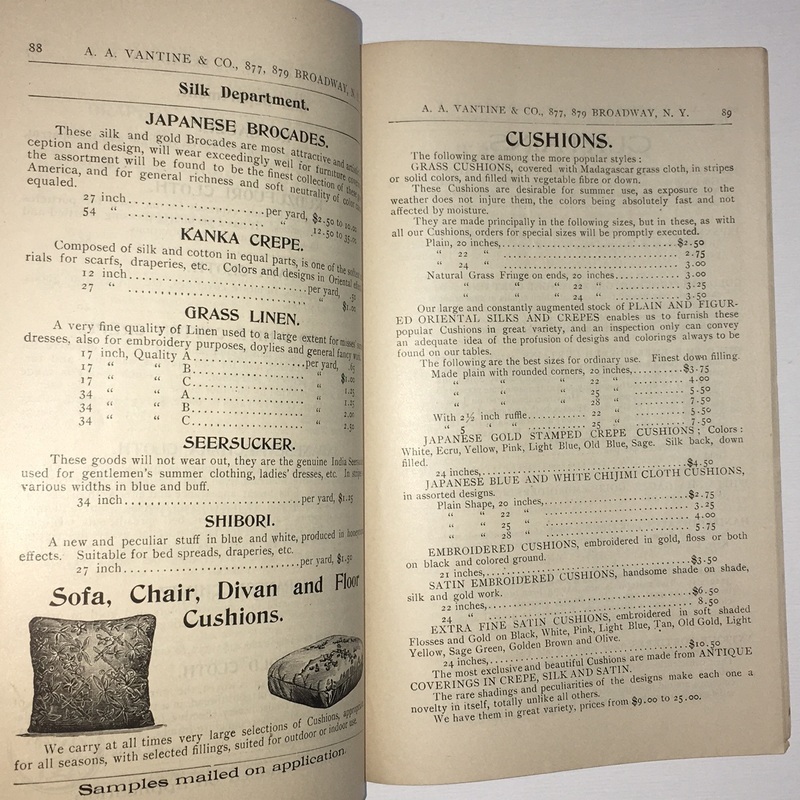 88
A. A. VANTINE & CO., 877, 879 BROADWAY, N.
Silk Department.
JAPANESE BROCADES.
These silk and gold Brocades are most attractive and
ception and design, will wear exceedingly well for furniture
the assortment will be found to be the finest collection of these
America, and for general richness and soft neutrality of
equaled.
27 inch..............................per yard, $2.50 to 10.00
54 " .............................. " 12.50 to 35.00
KANKA CREPE.
Composed of silk and cotton in equal parts, is one of the
rials for scarfs, draperies, etc. Colors and designs in Oriental
12 inch..............................per yard, .50
27 " .............................. " $1.00
GRASS LINEN.
A very fine quality of Linen used to a large extent for
dresses, also for embroidery purposes, doylies and general fancy
17 inch, Quality A....................per yard, .65
17 " " B.................... " $1.00
17 " " C.................... " 1.25
34 " " A.................... " 1.25
34 " " B.................... " 2.00
34 " " C.................... " 2.50
SEERSUCKER.
These goods will not wear out, they are the genuine India
used for gentlemen's summer clothing, ladies' dresses, etc. In
various widths in blue and buff.
34 inch..............................per yard, $1.25
SHIBORI.
A new and peculiar stuff in blue and white, produced in
effects. Suitable for bed spreads, draperies, etc.
27 inch..............................per yard, $1.50
Sofa, Chair, Divan and Floor
Cushions.
We carry at all times very large selections of Cushions,
for all seasons, with selected fillings, suited for outdoor or indoor use.
Samples mailed on application.
A. A. VANTINE & CO., 877, 879 BROADWAY, N. Y. 89
CUSHIONS.
The following are among the more popular styles :
GRASS CUSHIONS, covered with Madagascar grass cloth, in stripes
or solid colors, and filled with vegetable fibre or down.
These Cushions are desirable for summer use, as exposure to the
weather does not injure them, the colors being absolutely fast and not
affected by moisture.
They are made principally in the following sizes, but in these, as with
all our Cushions, orders for special sizes will be promptly executed.
Plain, 20 inches,..............................$2.50
" 22 " .............................. 2.75
" 24 " .............................. 3.00
Natural Grass Fringe on ends, 20 inches........... 3.00
" " " 22 " ........... 3.25
" " " 24 " ........... 3.50
Our large and constantly augmented stock of PLAIN AND FIGUR-
ED ORIENTAL SILKS AND CREPES enables us to furnish these
popular Cushions in great variety, and an inspection only can convey
an adequate idea of the profusion of designs and colorings always to be
found on our tables.
The following are the best sizes for ordinary use. Finest down filling.
Made plain with rounded corners, 20 inches,..........$3.75
" " " 22 " .......... 4.00
" " " 25 " .......... 5.50
" " " 28 " .......... 7.50
With 2½ inch ruffle............ 22 " .......... 5.50
" 5 " ............ 25 " .......... 7.50
JAPANESE GOLD STAMPED CREPE CUSHIONS; Colors :
White, Ecru, Yellow, Pink, Light Blue, Old Blue, Sage. Silk back, down
filled.
24 inches,..............................$4.50
JAPANESE BLUE AND WHITE CHIJIMI CLOTH CUSHIONS,
in assorted designs.
Plain Shape, 20 inches,....................$2.75
" " 22 " .................... 3.25
" " 25 " .................... 4.00
" " 28 " .................... 5.75
EMBROIDERED CUSHIONS, embroidered in gold, floss or both
on black and colored ground.
21 inches,..............................$3.50
SATIN EMBROIDERED CUSHIONS, handsome shade on shade,
silk and gold work.
22 inches,..............................$6.50
24 " .............................. 8.50
EXTRA FINE SATIN CUSHIONS, embroidered in soft shaded
Flosses and Gold on Black, White, Pink, Light Blue, Tan, Old Gold, Light
Yellow, Sage Green, Golden Brown and Olive.
24 inches,..............................$10.50
The most exclusive and beautiful Cushions are made from ANTIQUE
COVERINGS IN CREPE, SILK AND SATIN.
The rare shadings and peculiarities of the designs make each one a
novelty in itself, totally unlike all others.
We have them in great variety, prices from $9.00 to 25.00.